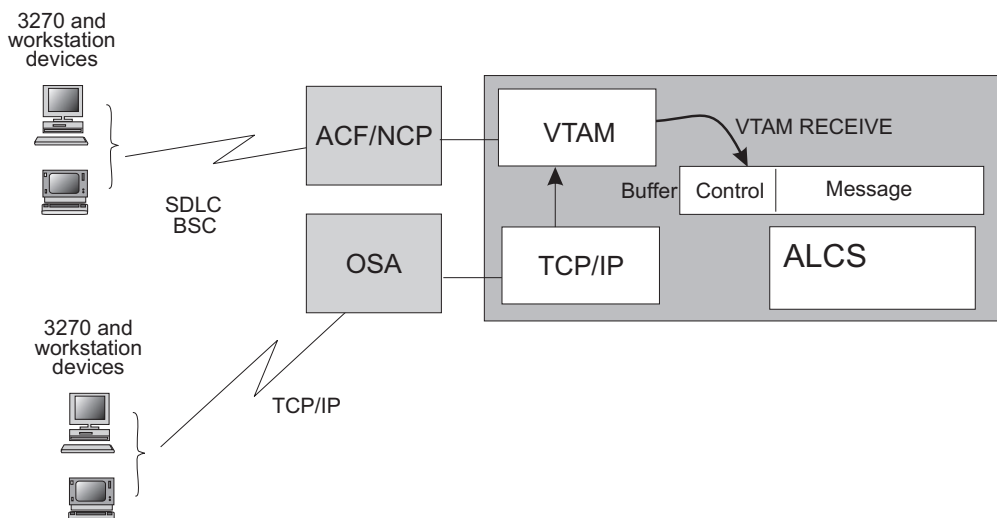 3270 and
workstation
devices
ACF/NCP
VTAM
VTAM RECEIVE
Buffer
Control
Message
SDLC
BSC
OSA
TCP/IP
ALCS
3270 and
workstation
devices
TCP/IP